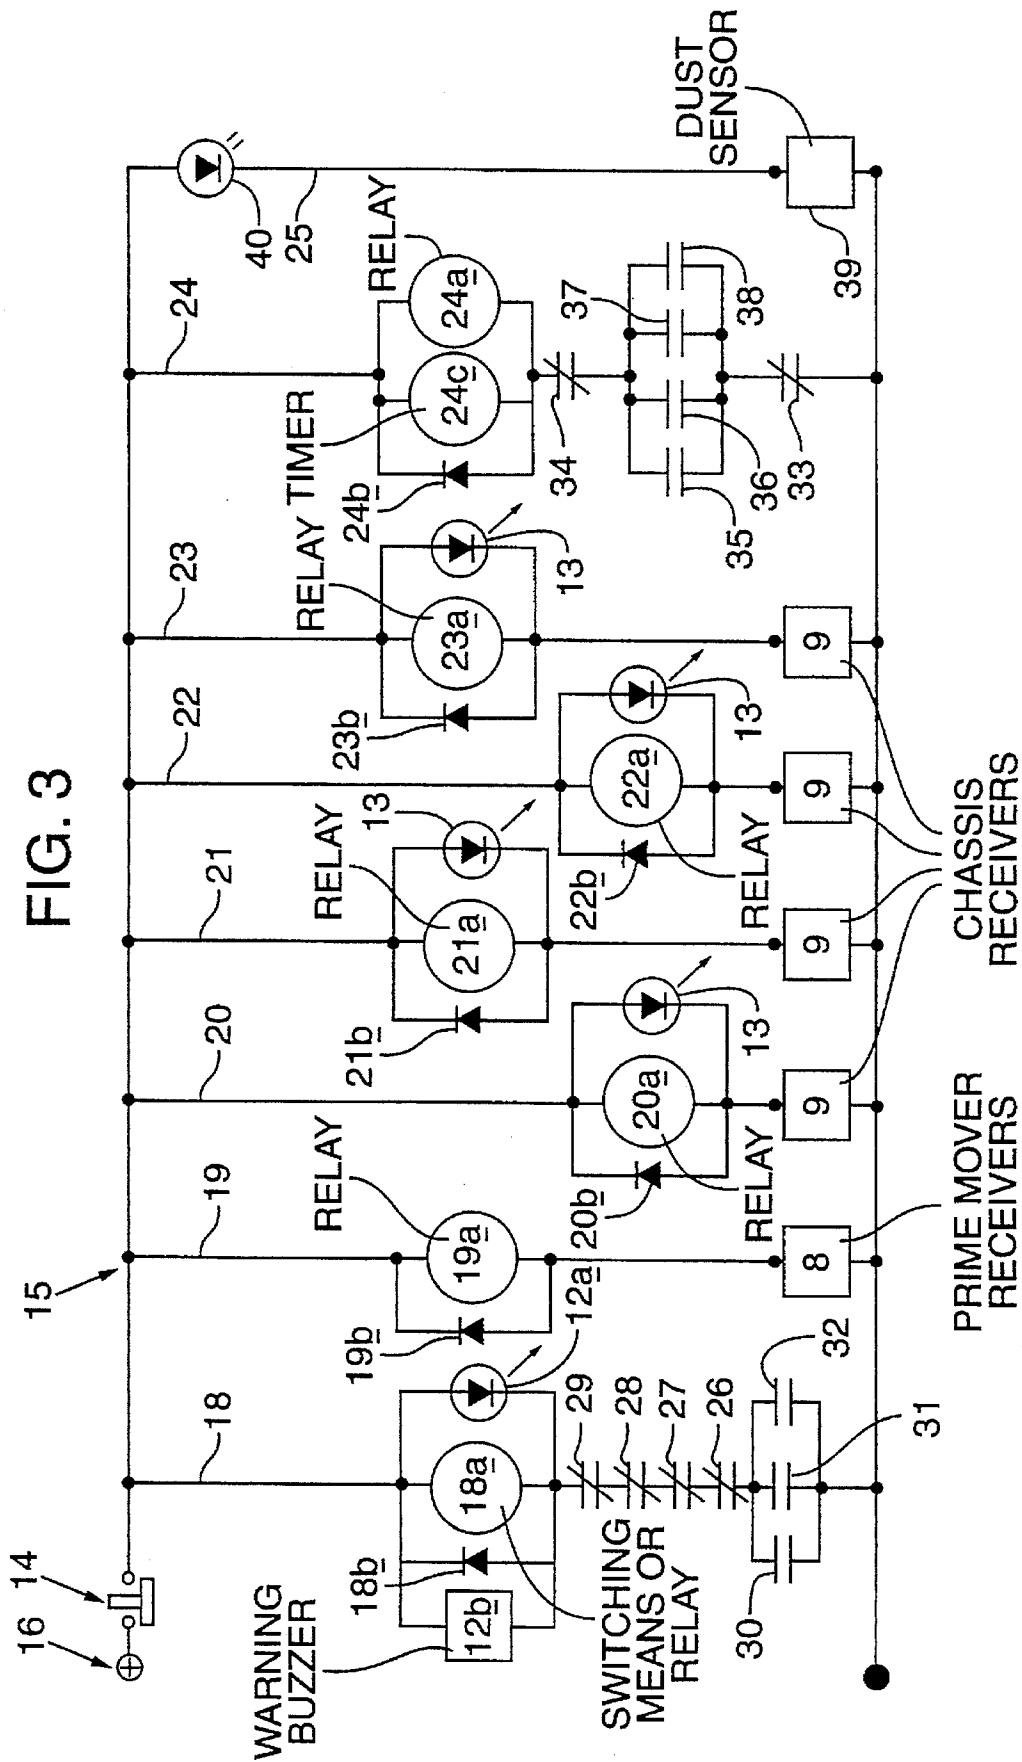 FIG. 3
16
14
15
18
19
20
21
22
23
24
40
25
WARNING
BUZZER
12b
18b
18a
12a
SWITCHING
MEANS OR
RELAY
29
28
27
26
30
31
32
RELAY
19b
19a
8
PRIME MOVER
RECEIVERS
20b
20a
13
RELAY
9
RELAY
21b
21a
13
9
22b
22a
13
RELAY
9
RELAY
23b
23a
13
9
CHASSIS
RECEIVERS
TIMER
RELAY
24b
24c
24a
34
35
36
37
38
33
DUST
SENSOR
39